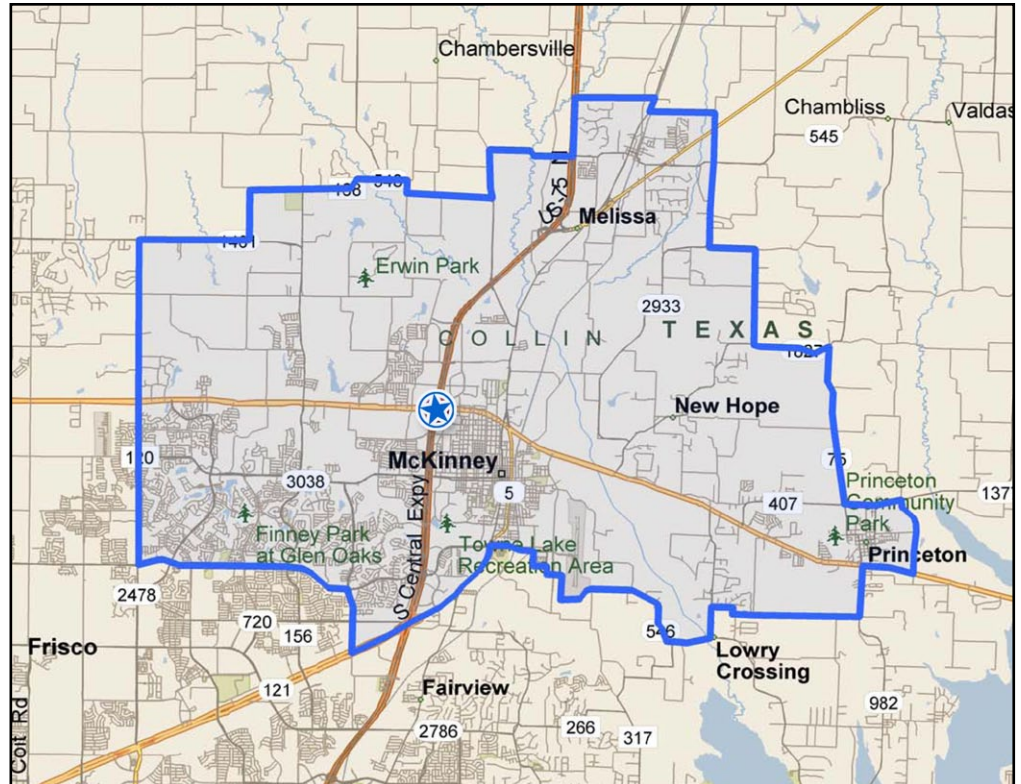 Chambersville
Chambliss
Valdas
545
168
543
1461
US-75 N
Melissa
Erwin Park
2933
COLLIN
TEXAS
1827
New Hope
McKinney
120
3038
5
75
Princeton
Community
Park
407
1377
Finney Park
at Glen Oaks
S Central Expy
Towne Lake
Recreation Area
Princeton
2478
720
156
546
Frisco
Lowry
Crossing
121
Fairview
982
2786
266
317
Coit Rd